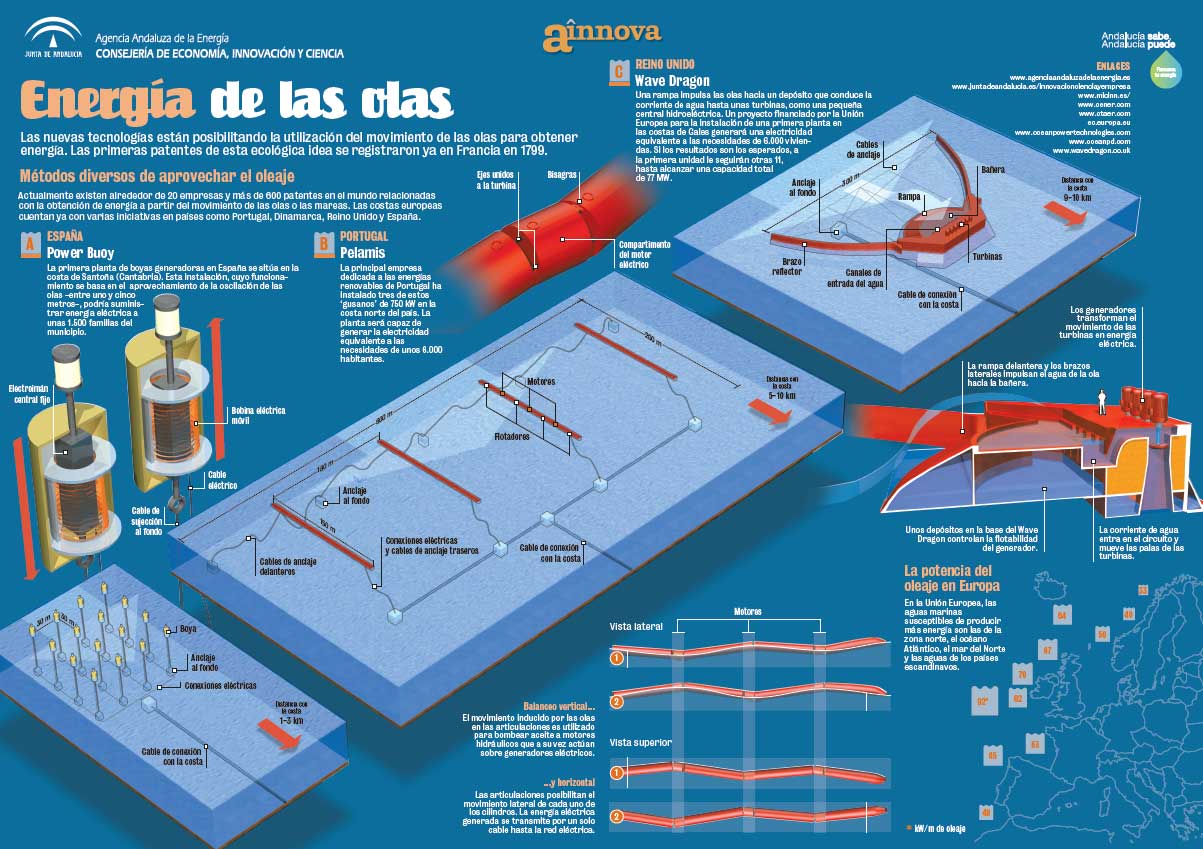 JUNTA DE ANDALUCIA
Agencia Andaluza de la Energía
CONSEJERÍA DE ECONOMÍA, INNOVACIÓN Y CIENCIA
aînnova
Andalucía sabe,
Andalucía puede
Energía de las olas
Las nuevas tecnologías están posibilitando la utilización del movimiento de las olas para obtener
energía. Las primeras patentes de esta ecológica idea se registraron ya en Francia en 1799.
Métodos diversos de aprovechar el oleaje
Actualmente existen alrededor de 20 empresas y más de 600 patentes en el mundo relacionadas
con la obtención de energía a partir del movimiento de las olas o las mareas. Las costas europeas
cuentan ya con varias iniciativas en países como Portugal, Dinamarca, Reino Unido y España.
A
ESPAÑA
Power Buoy
La primera planta de boyas generadoras en España se sitúa en la
costa de Santoña (Cantabria). Esta instalación, cuyo funciona-
miento se basa en el aprovechamiento de la oscilación de las
olas –entre uno y cinco
metros–, podría suminis-
trar energía eléctrica a
unas 1.500 familias del
municipio.
Electroimán
central fijo
Bobina eléctrica
móvil
Cable
eléctrico
Cable de
sujección
al fondo
30 m
50 m
Boya
Anclaje
al fondo
Conexiones eléctricas
Distancia con
la costa
1-3 km
Cable de conexión
con la costa
B
PORTUGAL
Pelamis
La principal empresa
dedicada a las energías
renovables de Portugal ha
instalado tres de estos
'gusanos' de 750 kW en la
costa norte del país. La
planta será capaz de
generar la electricidad
equivalente a las
necesidades de unos 6.000
habitantes.
Ejes unidos
a la turbina
Bisagras
Compartimento
del motor
eléctrico
200 m
600 m
180 m
150 m
Motores
Flotadores
Distancia con
la costa
5-10 km
Anclaje
al fondo
Cables de anclaje
delanteros
Conexiones eléctricas
y cables de anclaje traseros
Cable de conexión
con la costa
Motores
Vista lateral
1
2
Balanceo vertical...
El movimiento inducido por las olas
en las articulaciones es utilizado
para bombear aceite a motores
hidráulicos que a su vez actúan
sobre generadores eléctricos.
Vista superior
1
2
...y horizontal
Las articulaciones posibilitan el
movimiento lateral de cada uno de
los cilindros. La energía eléctrica
generada se transmite por un solo
cable hasta la red eléctrica.
C
REINO UNIDO
Wave Dragon
Una rampa impulsa las olas hacia un depósito que conduce la
corriente de agua hasta unas turbinas, como una pequeña
central hidroeléctrica. Un proyecto financiado por la Unión
Europea para la instalación de una primera planta en
las costas de Gales generará una electricidad
equivalente a las necesidades de 6.000 vivien-
das. Si los resultados son los esperados, a
la primera unidad le seguirán otras 11,
hasta alcanzar una capacidad total
de 77 MW.
ENLACES
www.agenciaandaluzadelaenergia.es
www.juntadeandalucia.es/innovacioncienciayempresa
www.micinn.es/
www.cener.com
www.ctaer.com
ec.europa.eu
www.oceanpowertechnologies.com
www.oceanpd.com
www.wavedragon.co.uk
Cables
de anclaje
300 m
Anclaje
al fondo
Bañera
Rampa
Distancia con
la costa
9-10 km
Brazo
reflector
Canales de
entrada del agua
Turbinas
Cable de conexión
con la costa
Los generadores
transforman el
movimiento de las
turbinas en energía
eléctrica.
La rampa delantera y los brazos
laterales impulsan el agua de la ola
hacia la bañera.
Unos depósitos en la base del Wave
Dragon controlan la flotabilidad
del generador.
La corriente de agua
entra en el circuito y
mueve las palas de las
turbinas.
La potencia del
oleaje en Europa
En la Unión Europea, las
aguas marinas
susceptibles de producir
más energía son las de la
zona norte, el océano
Atlántico, el mar del Norte
y las aguas de los países
escandinavos.
53
64
40
50
67
70
92*
62
63
65
48
* kW/m de oleaje